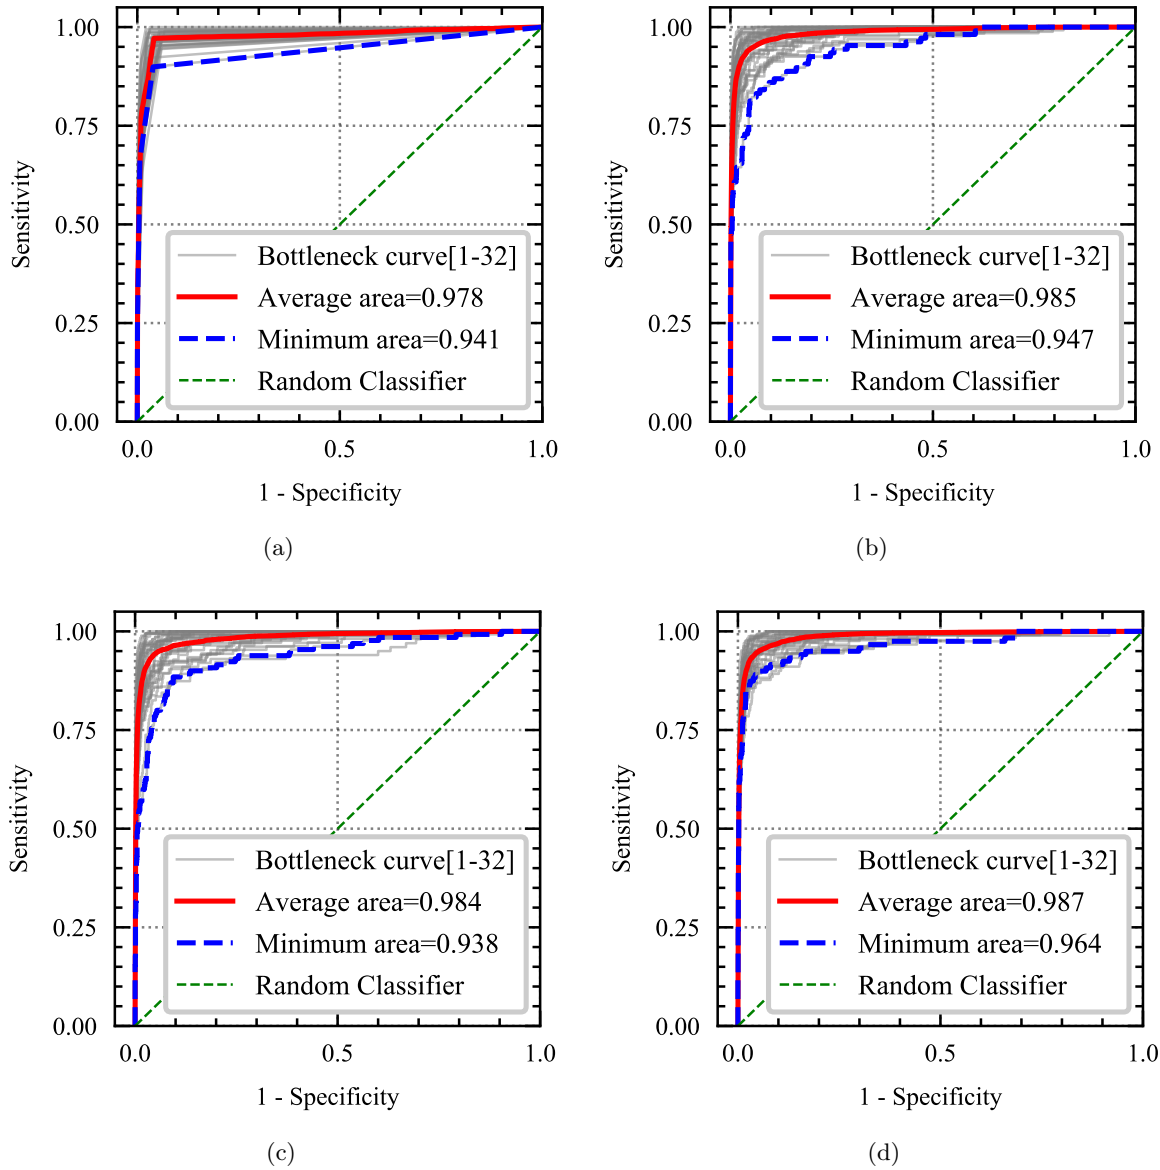 1.00
0.75
0.50
0.25
0.00
Sensitivity
Bottleneck curve[1-32]
Average area=0.978
Minimum area=0.941
Random Classifier
0.0 0.5 1.0
1 - Specificity
(a)
1.00
0.75
0.50
0.25
0.00
Sensitivity
Bottleneck curve[1-32]
Average area=0.985
Minimum area=0.947
Random Classifier
0.0 0.5 1.0
1 - Specificity
(b)
1.00
0.75
0.50
0.25
0.00
Sensitivity
Bottleneck curve[1-32]
Average area=0.984
Minimum area=0.938
Random Classifier
0.0 0.5 1.0
1 - Specificity
(c)
1.00
0.75
0.50
0.25
0.00
Sensitivity
Bottleneck curve[1-32]
Average area=0.987
Minimum area=0.964
Random Classifier
0.0 0.5 1.0
1 - Specificity
(d)